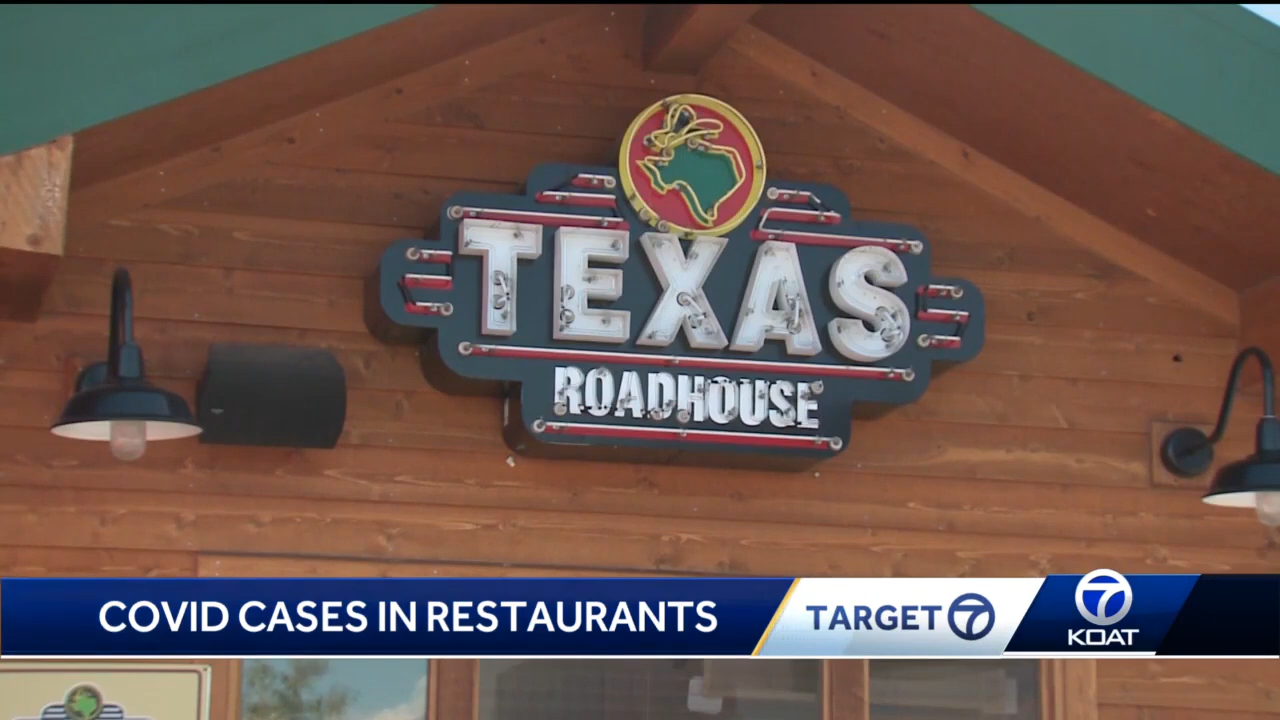 TEXAS
ROADHOUSE
COVID CASES IN RESTAURANTS
TARGET 7
7
KOAT